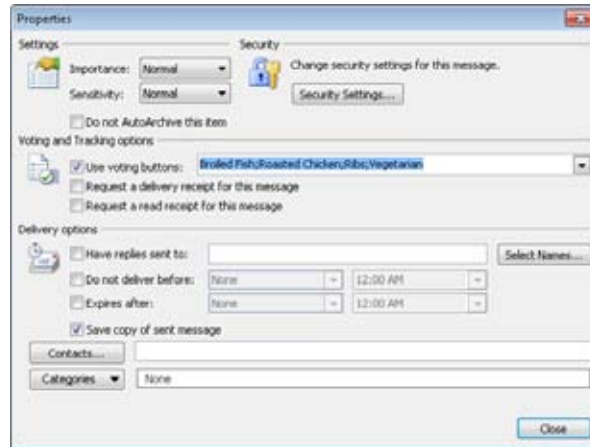 Properties
Settings
Security
Importance: Normal
Change security settings for this message.
Sensitivity: Normal
Security Settings...
Do not AutoArchive this item
Voting and Tracking options
Use voting buttons: Broiled Fish;Roasted Chicken;Ribs;Vegetarian
Request a delivery receipt for this message
Request a read receipt for this message
Delivery options
Have replies sent to: Select Names...
Do not deliver before: None 12:00 AM
Expires after: None 12:00 AM
Save copy of sent message
Contacts...
Categories None
Close